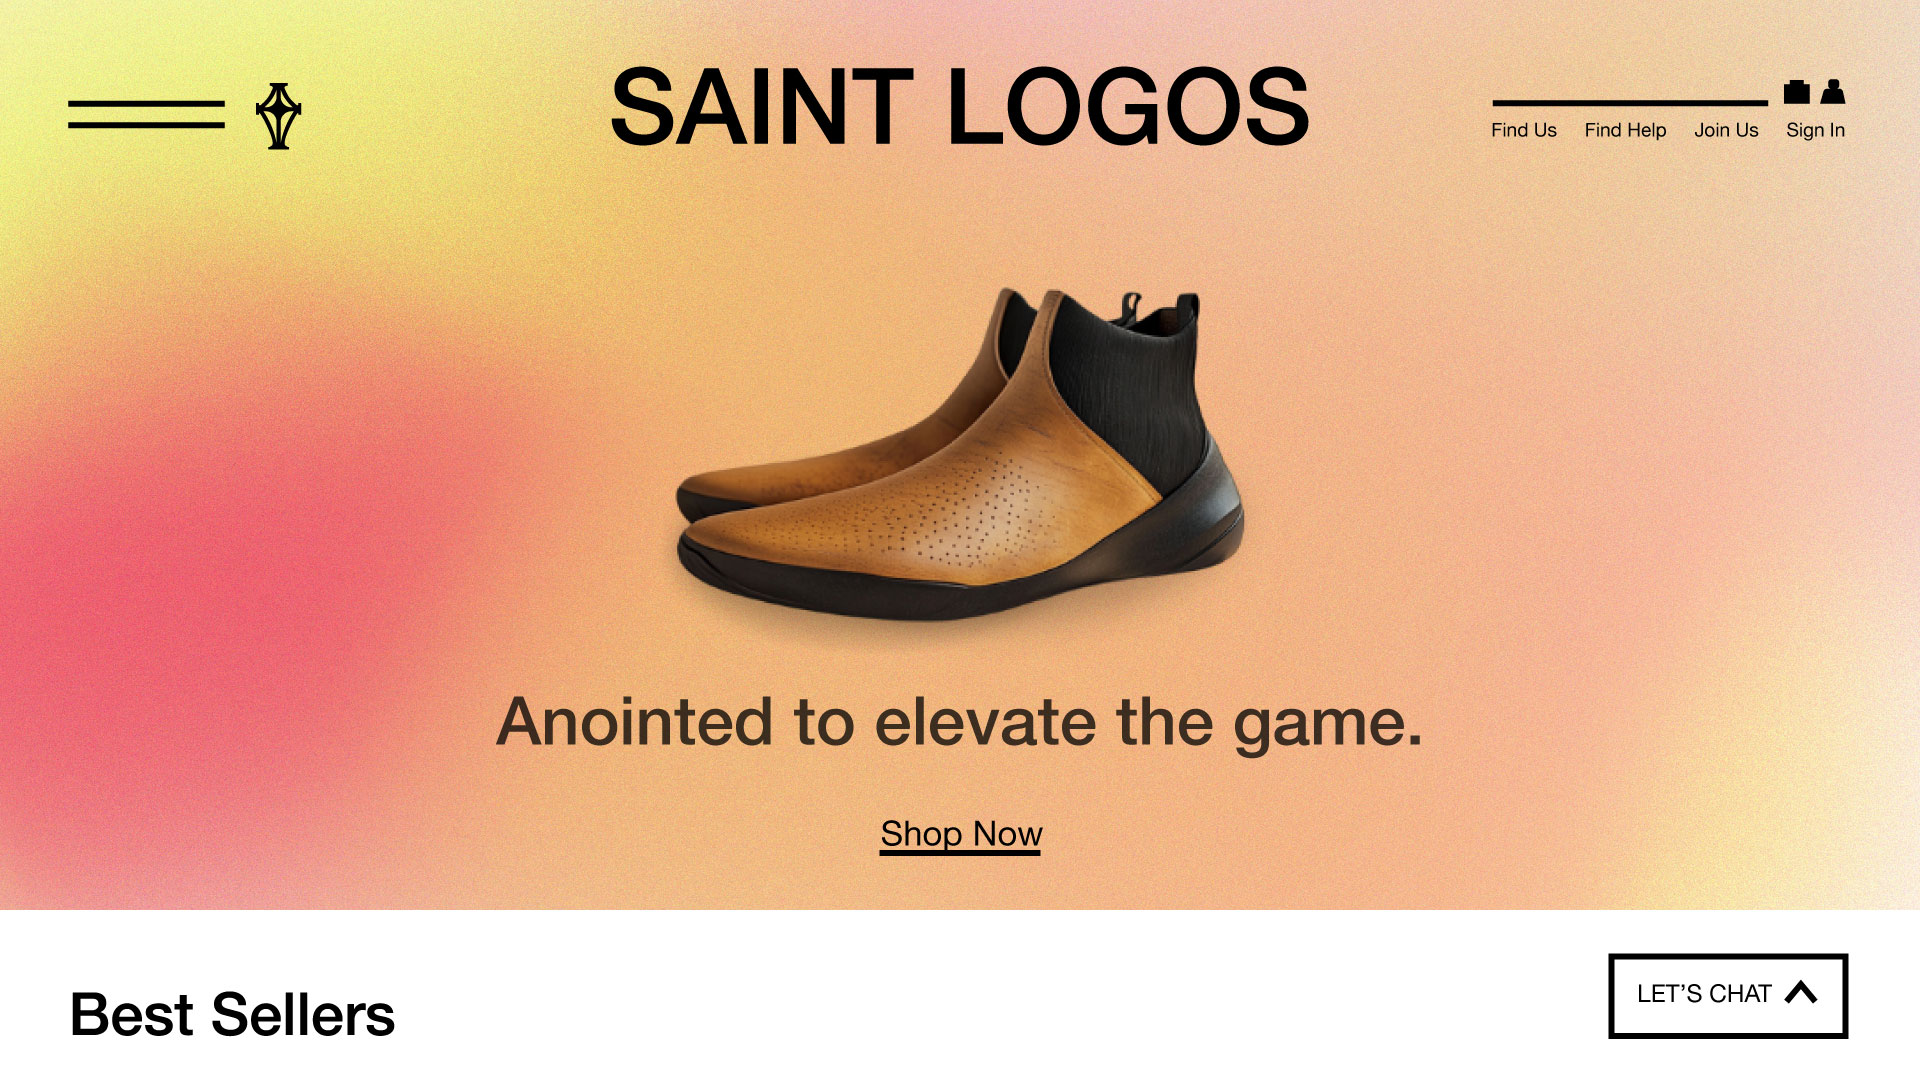 SAINT LOGOS
Find Us Find Help Join Us Sign In
Anointed to elevate the game.
Shop Now
Best Sellers
LET’S CHAT